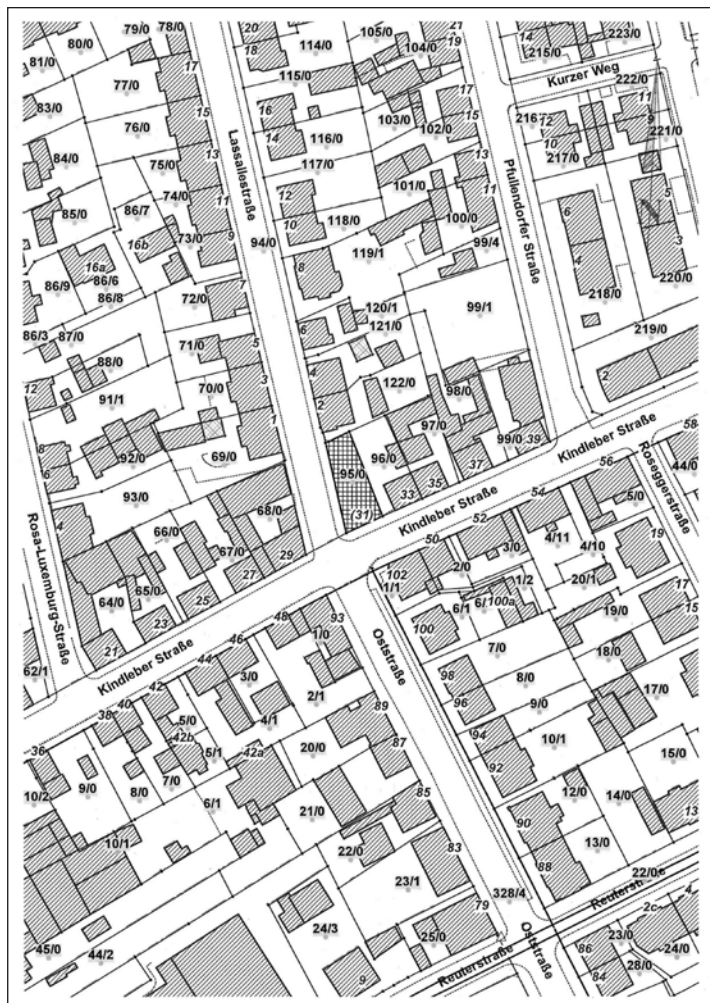 79/0 78/0 20 105/0 21 223/0
80/0 18 114/0 104/0 19 14 215/0
81/0 17 115/0 Kurzer Weg 222/0
77/0 17
83/0 15 16 103/0 15 216 12 11
76/0 14 116/0 102/0 10 9 221/0
84/0 75/0 13 117/0 13 217/0
86/7 74/0 11 12 101/0 11 5
85/0 10 118/0 100/0 6
16b 73/0 9 94/0 119/1 99/4 4 3
16a 8 218/0 220/0
86/9 86/6
86/8 7
Lassallestraße
Pfullendorfer Straße
72/0 120/1 99/1
86/3 87/0 6 121/0 219/0
71/0 5
88/0 4 2
12 70/0 3 122/0 98/0
91/1 2
1 97/0 99/0 39
8 92/0 69/0 96/0 37 Kindleber Straße 58
6 95/0 35 56 44/0
93/0 33 Roseggerstraße
4 68/0 (31) Kindleber Straße 54 5/0
66/0 29 52
67/0 50 3/0 4/11 19
Rosa-Luxemburg-Straße
65/0 27 102 2/0 4/10
64/0 25 1/1 1/2 20/1 17
23 6/1 6/ 100a 19/0 15
21 48 93 100
62/1 Kindleber Straße 46 1/0 Oststraße 7/0 18/0
44 3/0 98 8/0
42 2/1 96 9/0 17/0
38 40 5/0 4/1 89 94
36 42b 5/1 42a 20/0 87 92 10/1
10/2 9/0 8/0 7/0 15/0
6/1 85 12/0 14/0
21/0 90 13
10/1 22/0 83 88 13/0
23/1 22/0
328/4 Reuterstraße
24/3 79 2c 4
45/0 44/2 25/0 86 23/0 24/0
9 Reuterstraße Oststraße 84 28/0